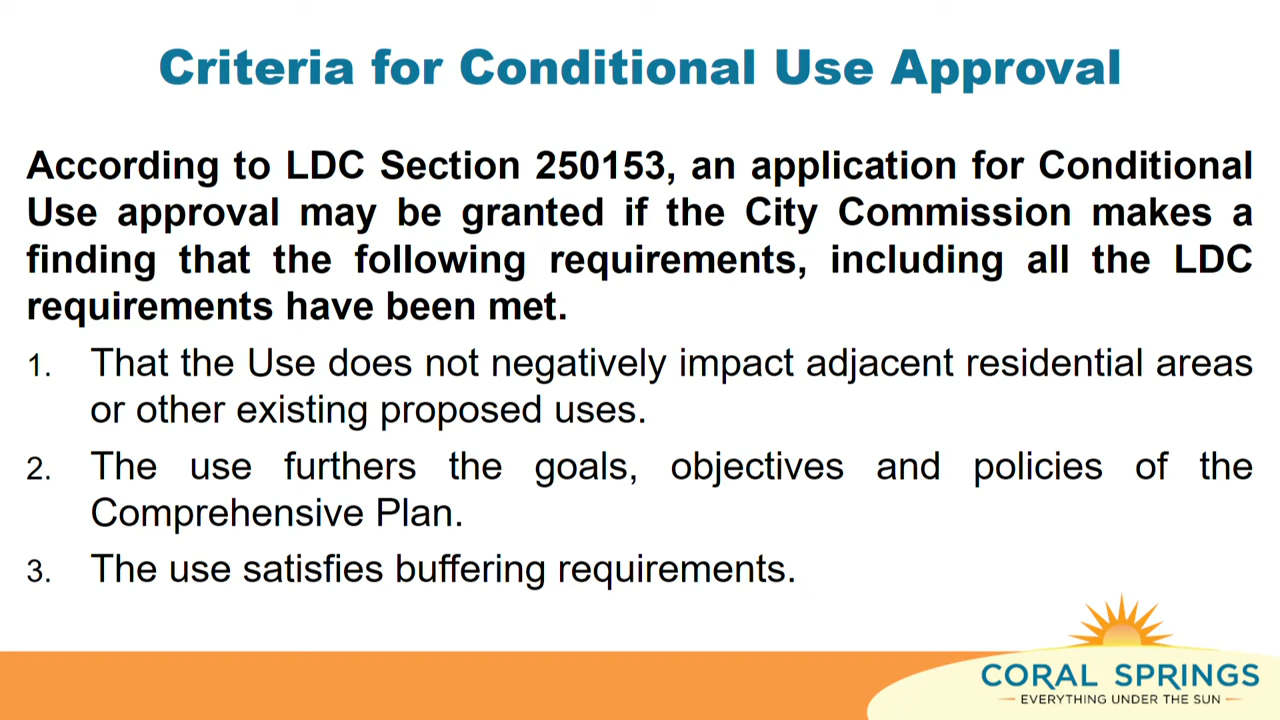 Criteria for Conditional Use Approval
According to LDC Section 250153, an application for Conditional
Use approval may be granted if the City Commission makes a
finding that the following requirements, including all the LDC
requirements have been met.
1. That the Use does not negatively impact adjacent residential areas
or other existing proposed uses.
2. The use furthers the goals, objectives and policies of the
Comprehensive Plan.
3. The use satisfies buffering requirements.
CORAL SPRINGS
EVERYTHING UNDER THE SUN